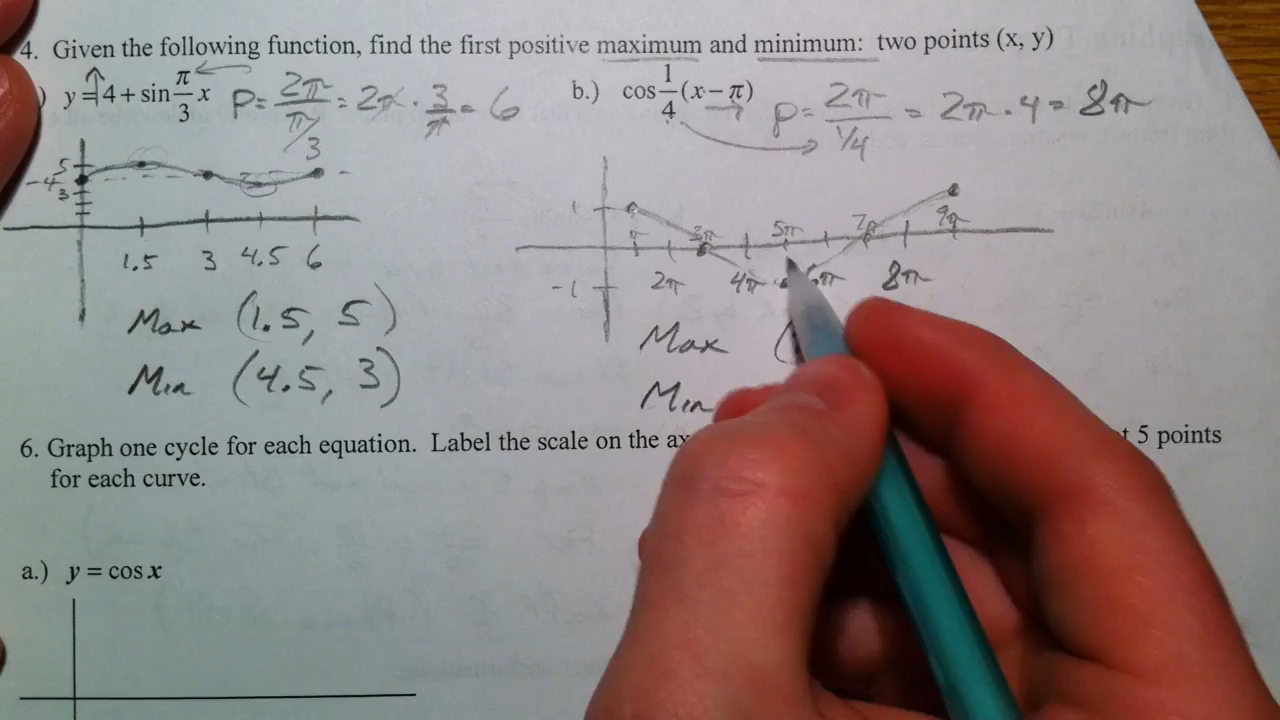 4. Given the following function, find the first positive maximum and minimum: two points (x, y)
) y = 4 + sin π/3 x P = 2π/(π/3) = 2π · 3/π = 6
b.) cos 1/4 (x − π) P = 2π/(1/4) = 2π · 4 = 8π
5
4
3
1.5 3 4.5 6
Max (1.5, 5)
Min (4.5, 3)
1
π 3π 5π 7π 9π
2π 4π 6π 8π
-1
Max (
Min
6. Graph one cycle for each equation. Label the scale on the ax t 5 points
for each curve.
a.) y = cos x